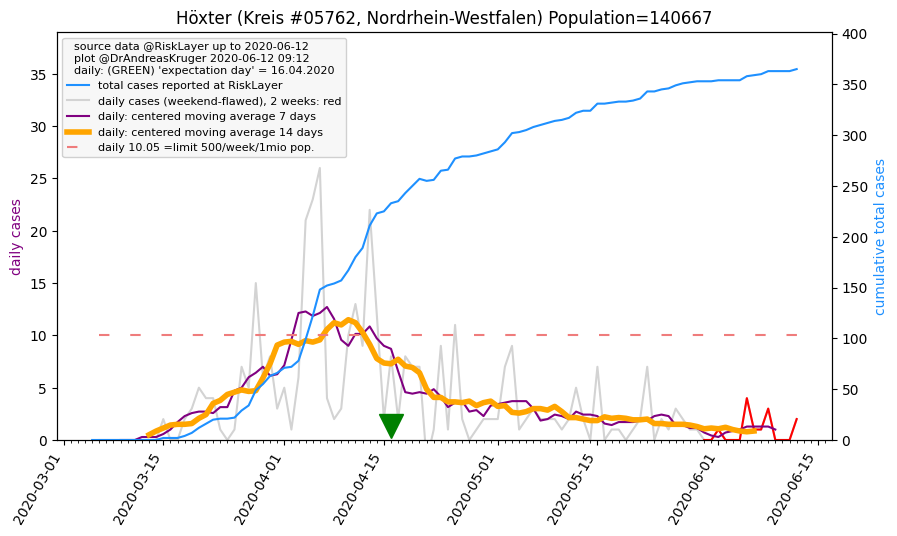 Höxter (Kreis #05762, Nordrhein-Westfalen) Population=140667
source data @RiskLayer up to 2020-06-12
plot @DrAndreasKruger 2020-06-12 09:12
daily: (GREEN) 'expectation day' = 16.04.2020
total cases reported at RiskLayer
daily cases (weekend-flawed), 2 weeks: red
daily: centered moving average 7 days
daily: centered moving average 14 days
daily 10.05 =limit 500/week/1mio pop.
daily cases
35
30
25
20
15
10
5
0
400
350
300
250
200
150
100
50
0
cumulative total cases
2020-03-01
2020-03-15
2020-04-01
2020-04-15
2020-05-01
2020-05-15
2020-06-01
2020-06-15